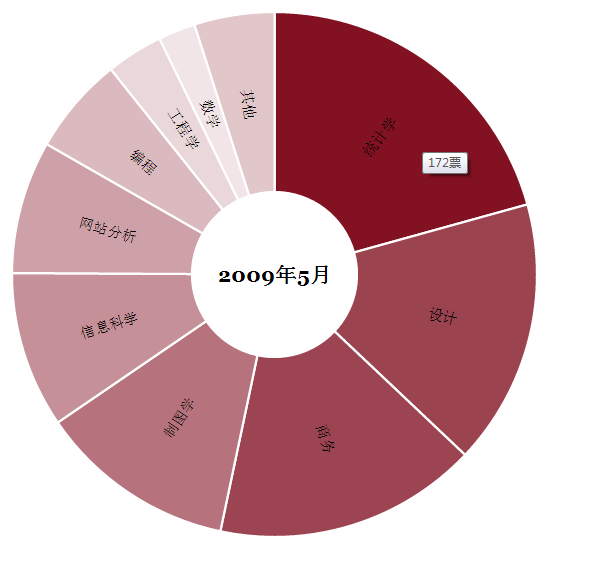 统计学
172票
设计
商务
制图学
信息科学
网站分析
编程
工程学
数学
其他
2009年5月